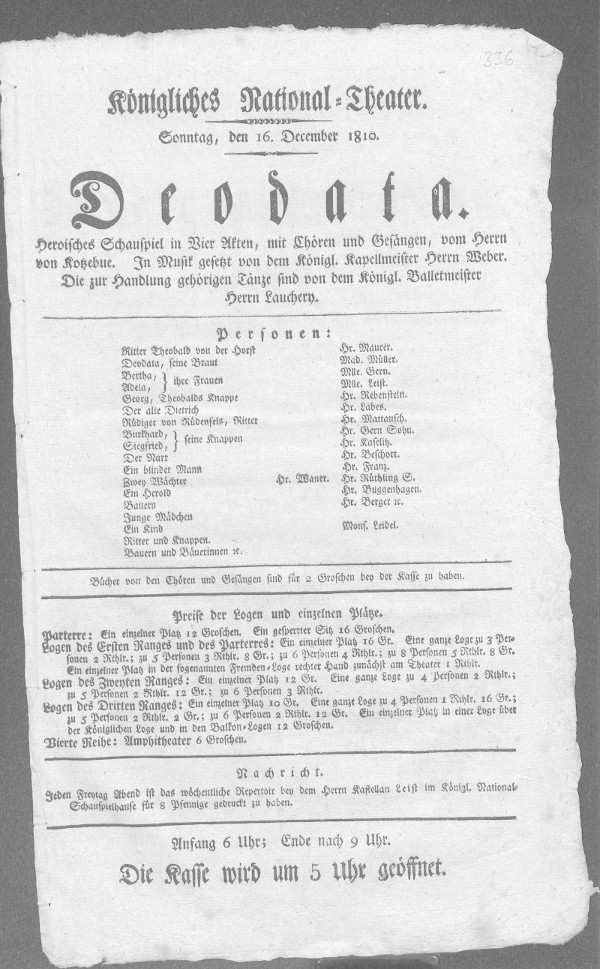 336
Königliches National-Theater.
Sonntag, den 16. December 1810.
Deodata.
Heroisches Schauspiel in Vier Akten, mit Chören und Gesängen, vom Herrn
von Kotzebue. In Musik gesetzt von dem Königl. Kapellmeister Herrn Weber.
Die zur Handlung gehörigen Tänze sind von dem Königl. Balletmeister
Herrn Lauchery.
Personen:
Ritter Theobald von der Horst Hr. Maurer.
Deodata, seine Braut Mad. Müller.
Bertha, } ihre Frauen Mlle. Gern.
Adela, Mlle. Leist.
Georg, Theobalds Knappe Hr. Rebenstein.
Der alte Dietrich Hr. Labes.
Rüdiger von Rüdenfels, Ritter Hr. Mattausch.
Burkhard, } seine Knappen Hr. Gern Sohn.
Siegfried, Hr. Kaselitz.
Der Narr Hr. Beschort.
Ein blinder Mann Hr. Franz.
Zwey Wächter Hr. Wauer. Hr. Rüthling S.
Ein Herold Hr. Buggenhagen.
Bauern Hr. Berger ꝛc.
Junge Mädchen
Ein Kind Mons. Leidel.
Ritter und Knappen.
Bauern und Bäuerinnen ꝛc.
Bücher von den Chören und Gesängen sind für 2 Groschen bey der Kasse zu haben.
Preise der Logen und einzelnen Plätze.
Parterre: Ein einzelner Platz 12 Groschen. Ein gesperrter Sitz 16 Groschen.
Logen des Ersten Ranges und des Parterres: Ein einzelner Platz 16 Gr. Eine ganze Loge zu 3 Per-
sonen 2 Rthlr.; zu 5 Personen 3 Rthlr. 8 Gr.; zu 6 Personen 4 Rthlr.; zu 8 Personen 5 Rthlr. 8 Gr.
Ein einzelner Platz in der sogenannten Fremden-Loge rechter Hand zunächst am Theater 1 Rthlr.
Logen des Zweyten Ranges: Ein einzelner Platz 12 Gr. Eine ganze Loge zu 4 Personen 2 Rthlr.;
zu 5 Personen 2 Rthlr. 12 Gr.; zu 6 Personen 3 Rthlr.
Logen des Dritten Ranges: Ein einzelner Platz 10 Gr. Eine ganze Loge zu 4 Personen 1 Rthlr. 16 Gr.;
zu 5 Personen 2 Rthlr. 2 Gr.; zu 6 Personen 2 Rthlr. 12 Gr. Ein einzelner Platz in einer Loge über
der Königlichen Loge und in den Balkon-Logen 12 Groschen.
Vierte Reihe: Amphitheater 6 Groschen.
Nachricht.
Jeden Freytag Abend ist das wöchentliche Repertoir bey dem Herrn Kastellan Leist im Königl. National-
Schauspielhause für 8 Pfennige gedruckt zu haben.
Anfang 6 Uhr; Ende nach 9 Uhr.
Die Kasse wird um 5 Uhr geöffnet.